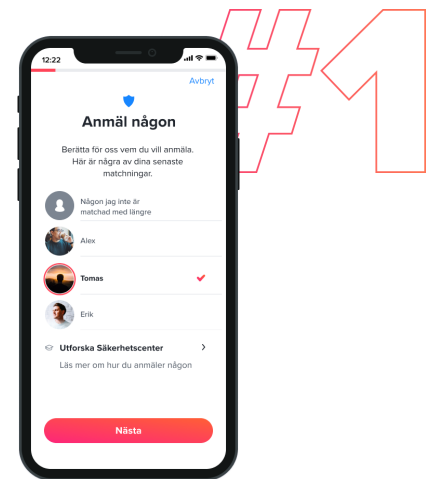 #1
12:22
Avbryt
Anmäl någon
Berätta för oss vem du vill anmäla.
Här är några av dina senaste
matchningar.
Någon jag inte är
matchad med längre
Alex
Tomas
Erik
Utforska Säkerhetscenter
Läs mer om hur du anmäler någon
Nästa